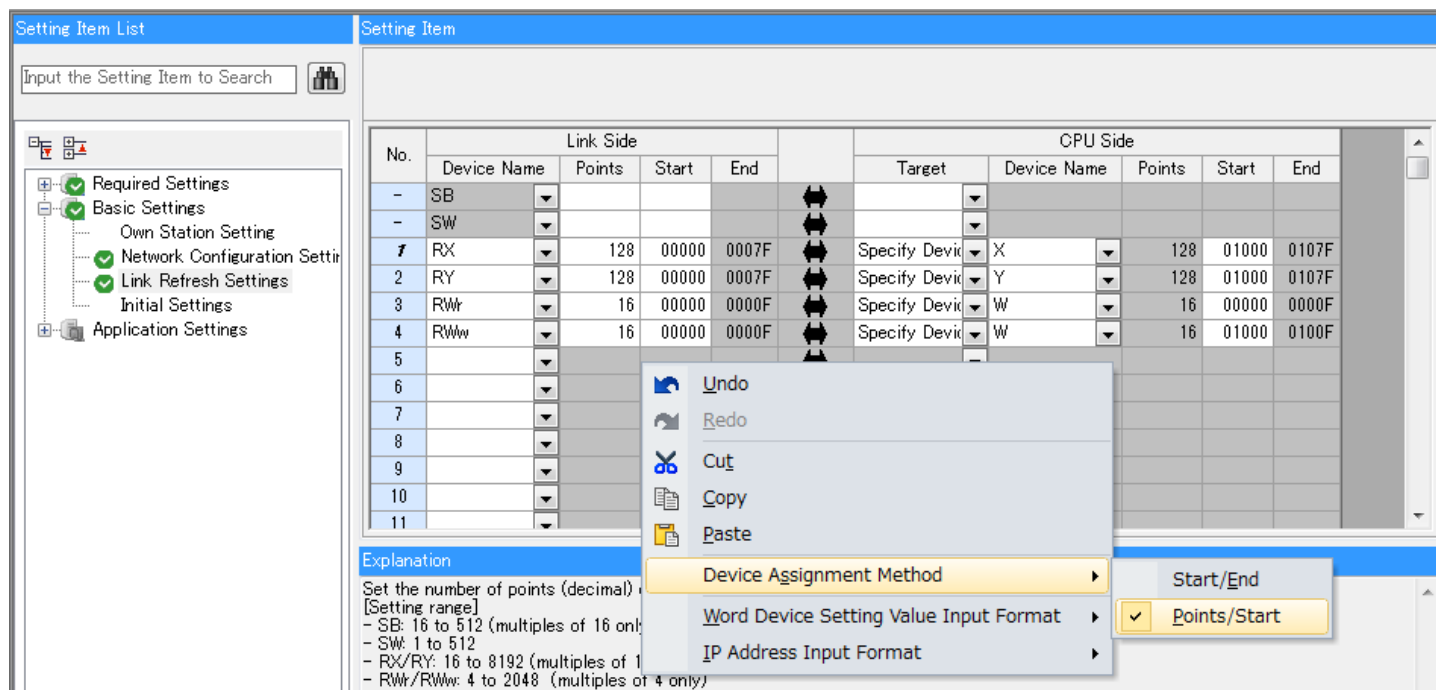 Setting Item List
Setting Item
Input the Setting Item to Search
Required Settings
Basic Settings
Own Station Setting
Network Configuration Settin
Link Refresh Settings
Initial Settings
Application Settings
No. Link Side CPU Side
Device Name Points Start End Target Device Name Points Start End
- SB
- SW
1 RX 128 00000 0007F Specify Devic X 128 01000 0107F
2 RY 128 00000 0007F Specify Devic Y 128 01000 0107F
3 RWr 16 00000 0000F Specify Devic W 16 00000 0000F
4 RWw 16 00000 0000F Specify Devic W 16 01000 0100F
5
6
7
8
9
10
11
Undo
Redo
Cut
Copy
Paste
Device Assignment Method
Word Device Setting Value Input Format
IP Address Input Format
Start/End
Points/Start
Explanation
Set the number of points (decimal)
[Setting range]
- SB: 16 to 512 (multiples of 16 only
- SW: 1 to 512
- RX/RY: 16 to 8192 (multiples of 1
- RWr/RWw: 4 to 2048 (multiples of 4 only)